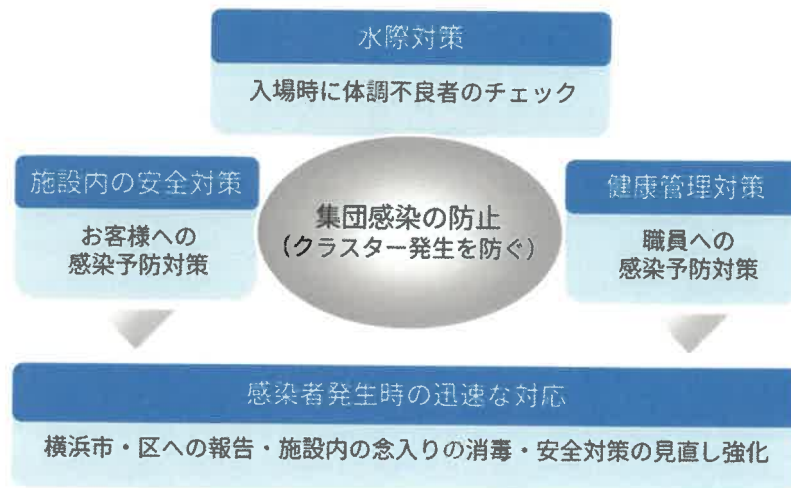 水際対策
入場時に体調不良者のチェック
施設内の安全対策
お客様への
感染予防対策
集団感染の防止
(クラスター発生を防ぐ)
健康管理対策
職員への
感染予防対策
感染者発生時の迅速な対応
横浜市・区への報告・施設内の念入りの消毒・安全対策の見直し強化